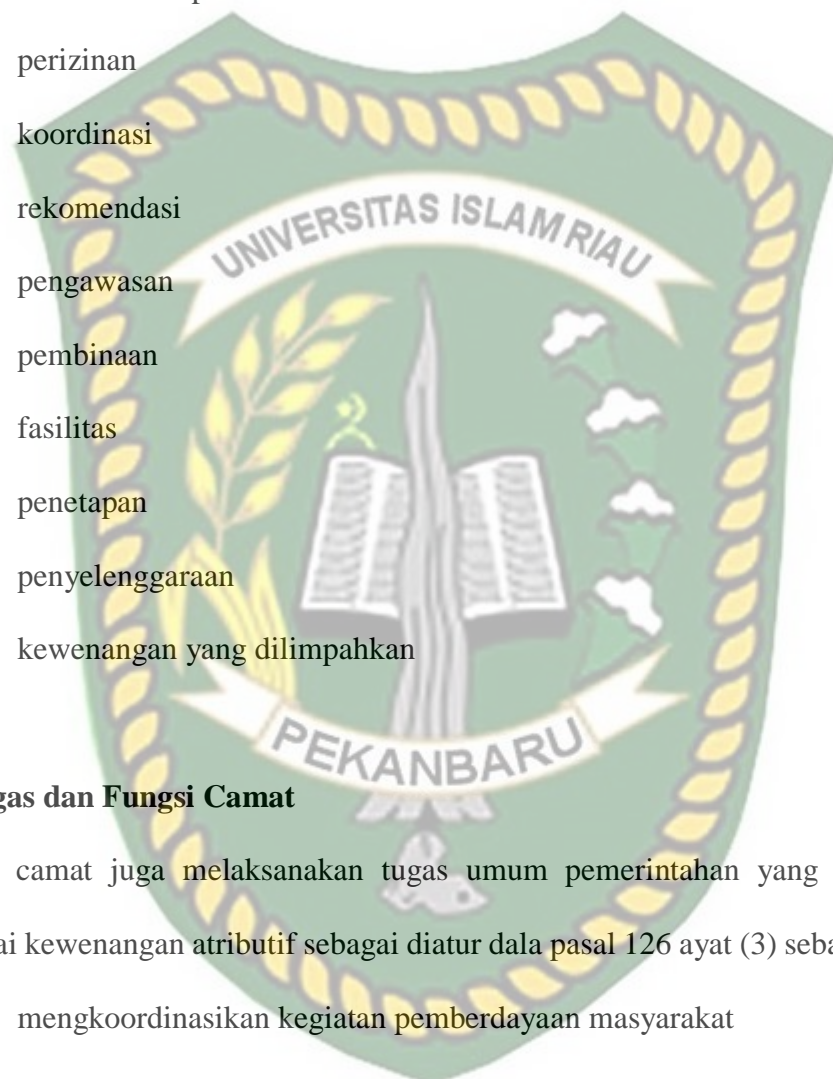 perizinan
koordinasi
rekomendasi
UNIVERSITAS ISLAM RIAU
pengawasan
pembinaan
fasilitas
penetapan
penyelenggaraan
kewenangan yang dilimpahkan
PEKANBARU
gas dan Fungsi Camat
camat juga melaksanakan tugas umum pemerintahan yang
ai kewenangan atributif sebagai diatur dala pasal 126 ayat (3) seba
mengkoordinasikan kegiatan pemberdayaan masyarakat